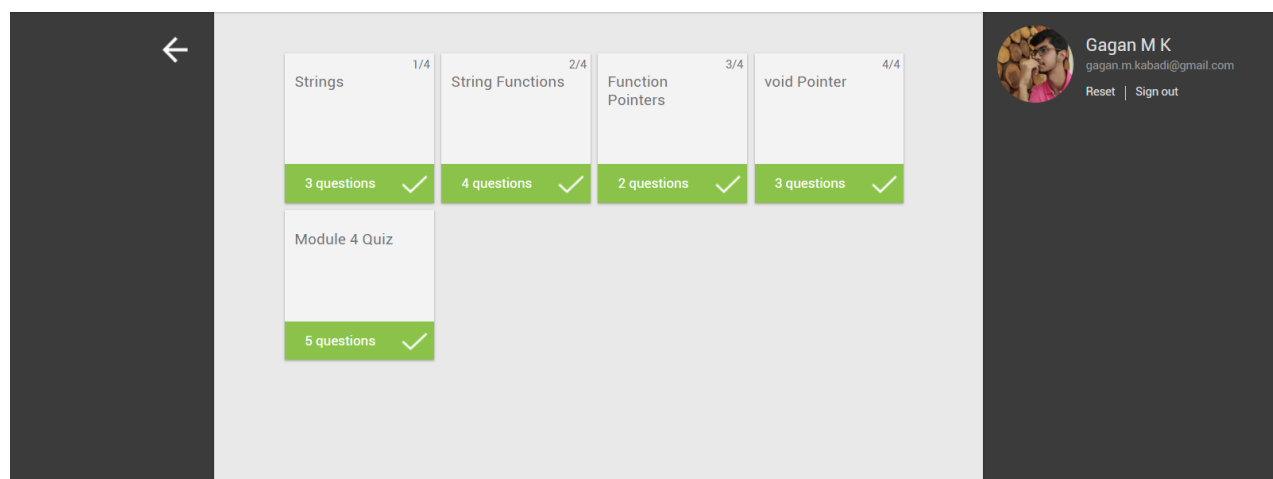 1/4
Strings
3 questions
2/4
String Functions
4 questions
3/4
Function
Pointers
2 questions
4/4
void Pointer
3 questions
Module 4 Quiz
5 questions
Gagan M K
gagan.m.kabadi@gmail.com
Reset | Sign out